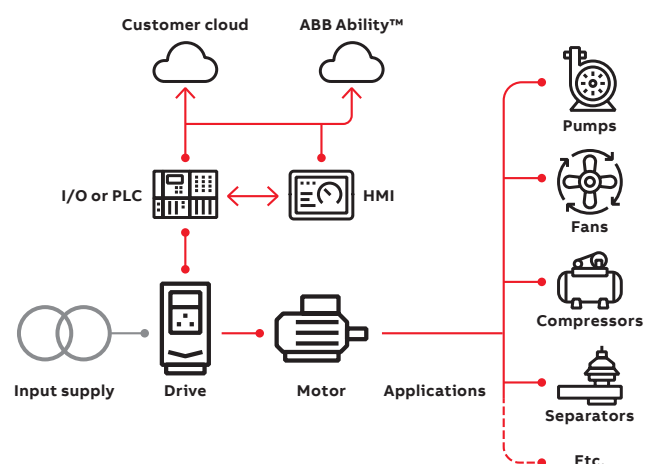 Customer cloud
ABB Ability™
Pumps
I/O or PLC
HMI
Fans
Compressors
Input supply
Drive
Motor
Applications
Separators
Etc.